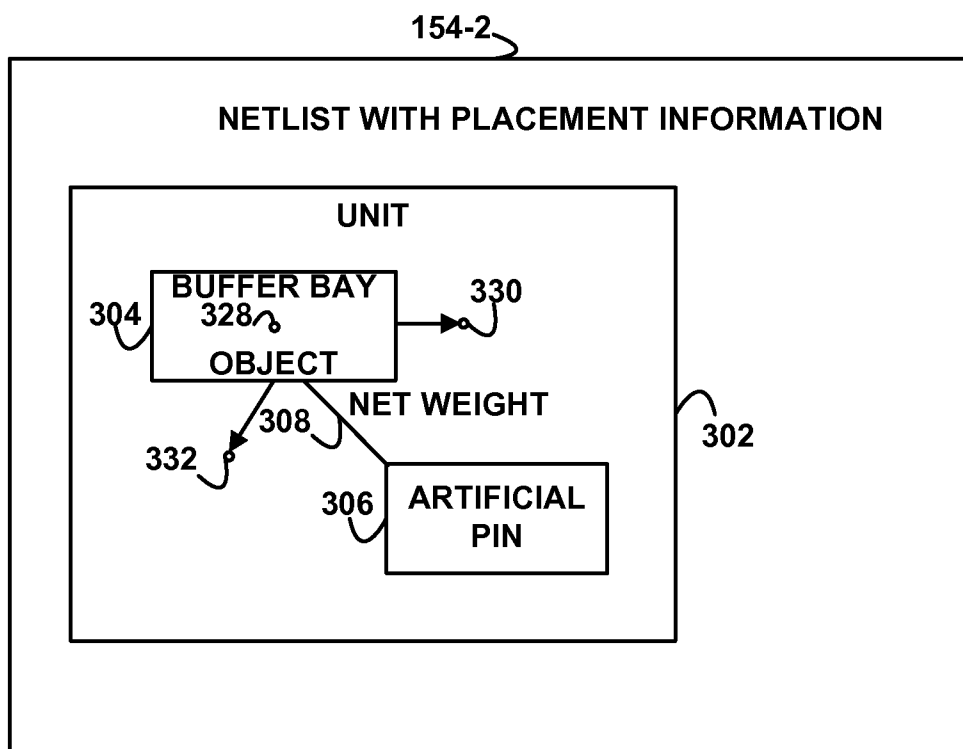 154-2
NETLIST WITH PLACEMENT INFORMATION
UNIT
BUFFER BAY
328
OBJECT
304
330
NET WEIGHT
308
332
302
306
ARTIFICIAL
PIN